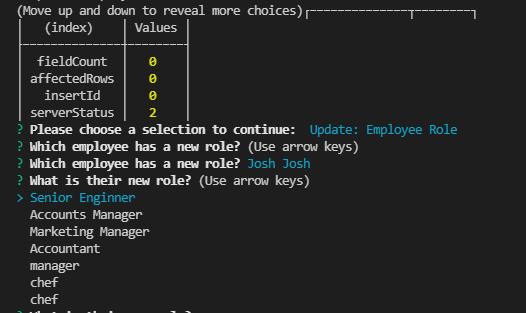 (Move up and down to reveal more choices)
(index) Values
fieldCount 0
affectedRows 0
insertId 0
serverStatus 2
? Please choose a selection to continue: Update: Employee Role
? Which employee has a new role? (Use arrow keys)
? Which employee has a new role? Josh Josh
? What is their new role? (Use arrow keys)
> Senior Enginner
Accounts Manager
Marketing Manager
Accountant
manager
chef
chef